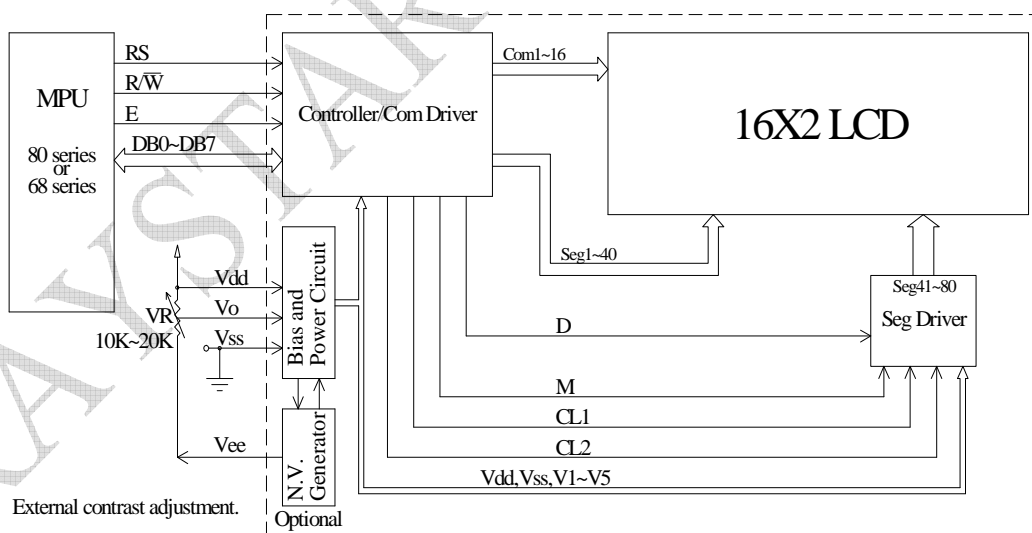 RS
R/W̅
E
DB0~DB7
MPU
80 series
or
68 series
Controller/Com Driver
Com1~16
16X2 LCD
Seg1~40
Seg41~80
Seg Driver
Vdd
Vo
Vss
VR
10K~20K
Bias and
Power Circuit
D
M
CL1
CL2
Vdd,Vss,V1~V5
Vee
N.V.
Generator
Optional
External contrast adjustment.